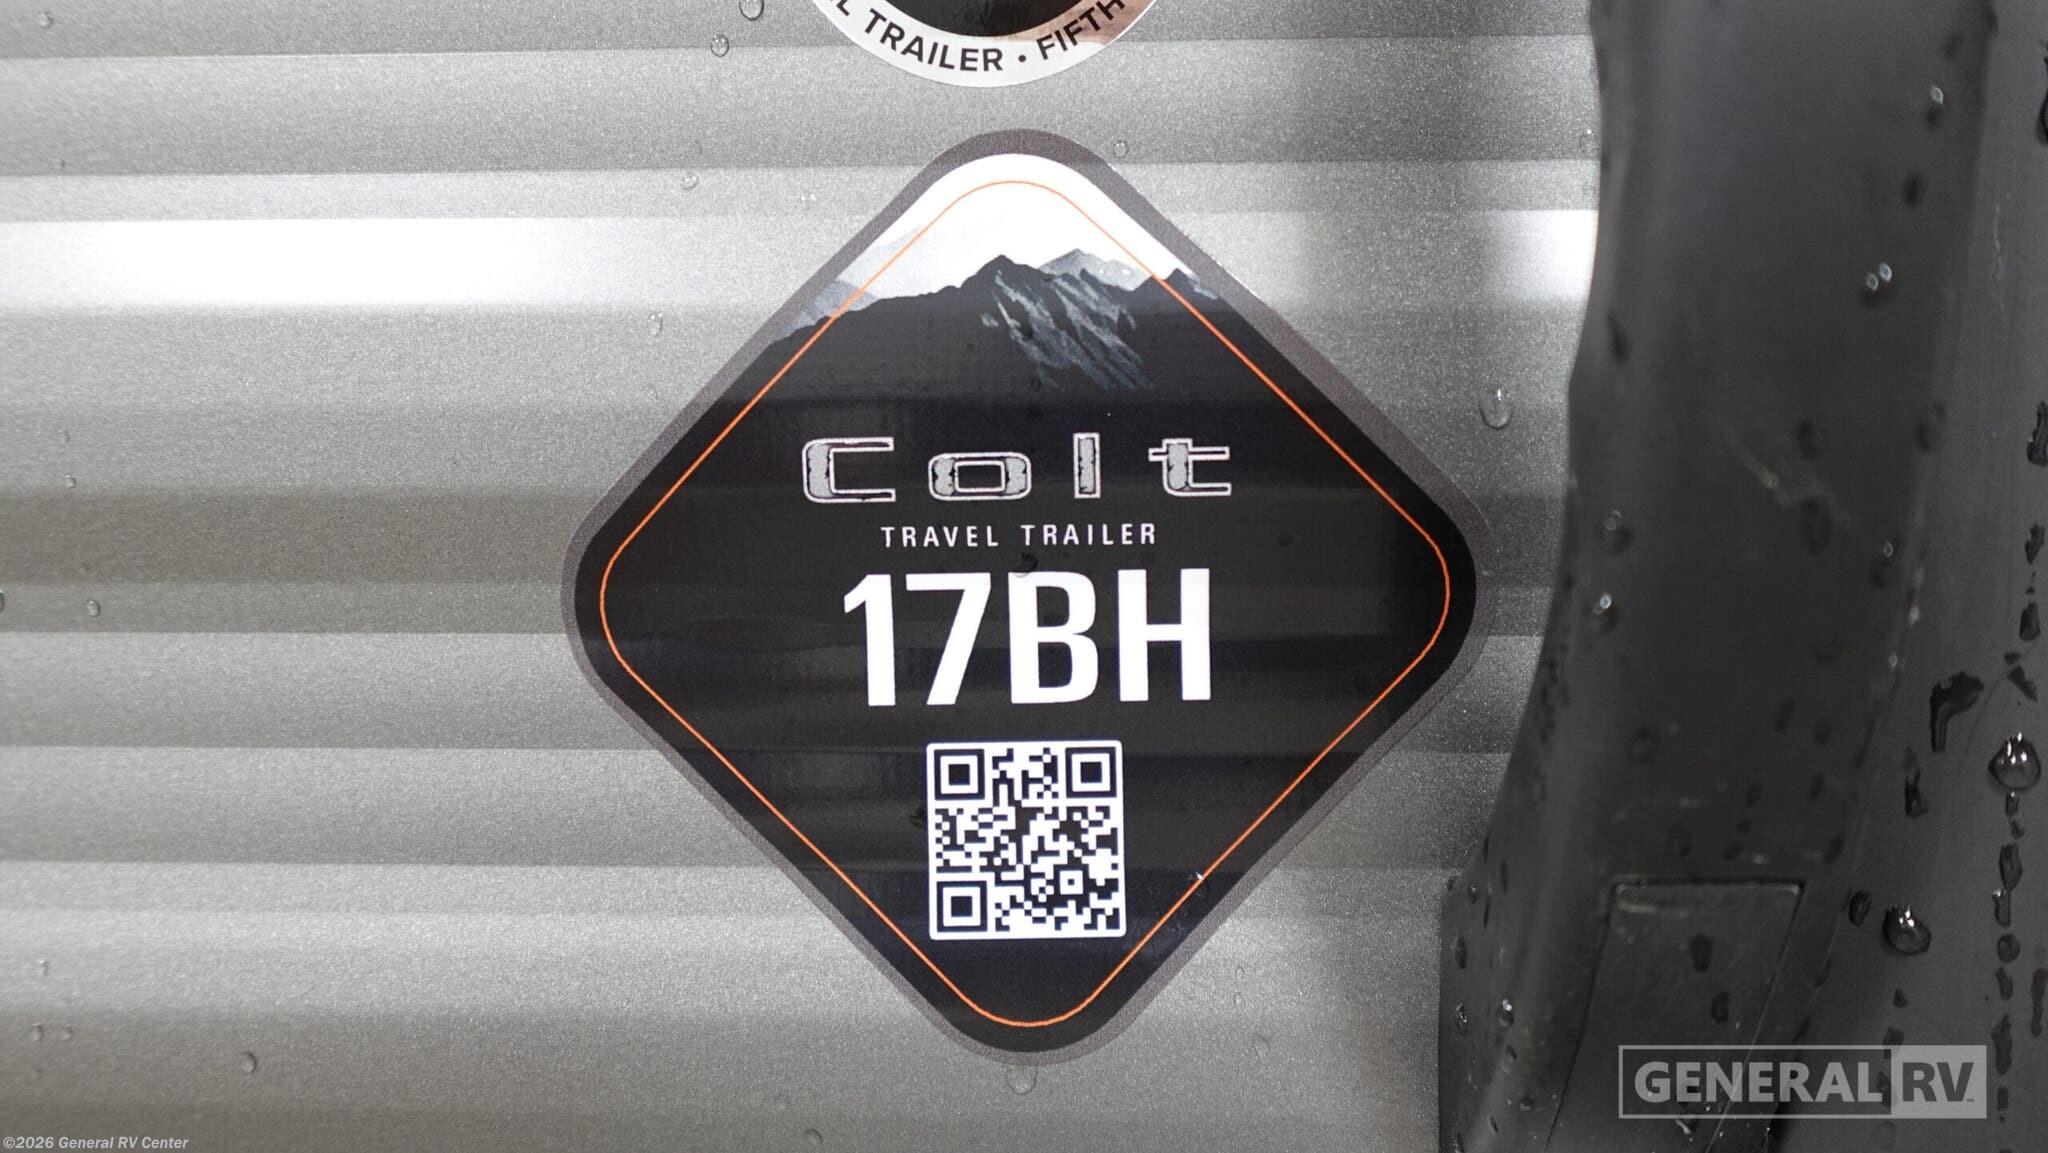 TRAILER • FIFTH
Colt
TRAVEL TRAILER
17BH
GENERAL RV
©2026 General RV Center